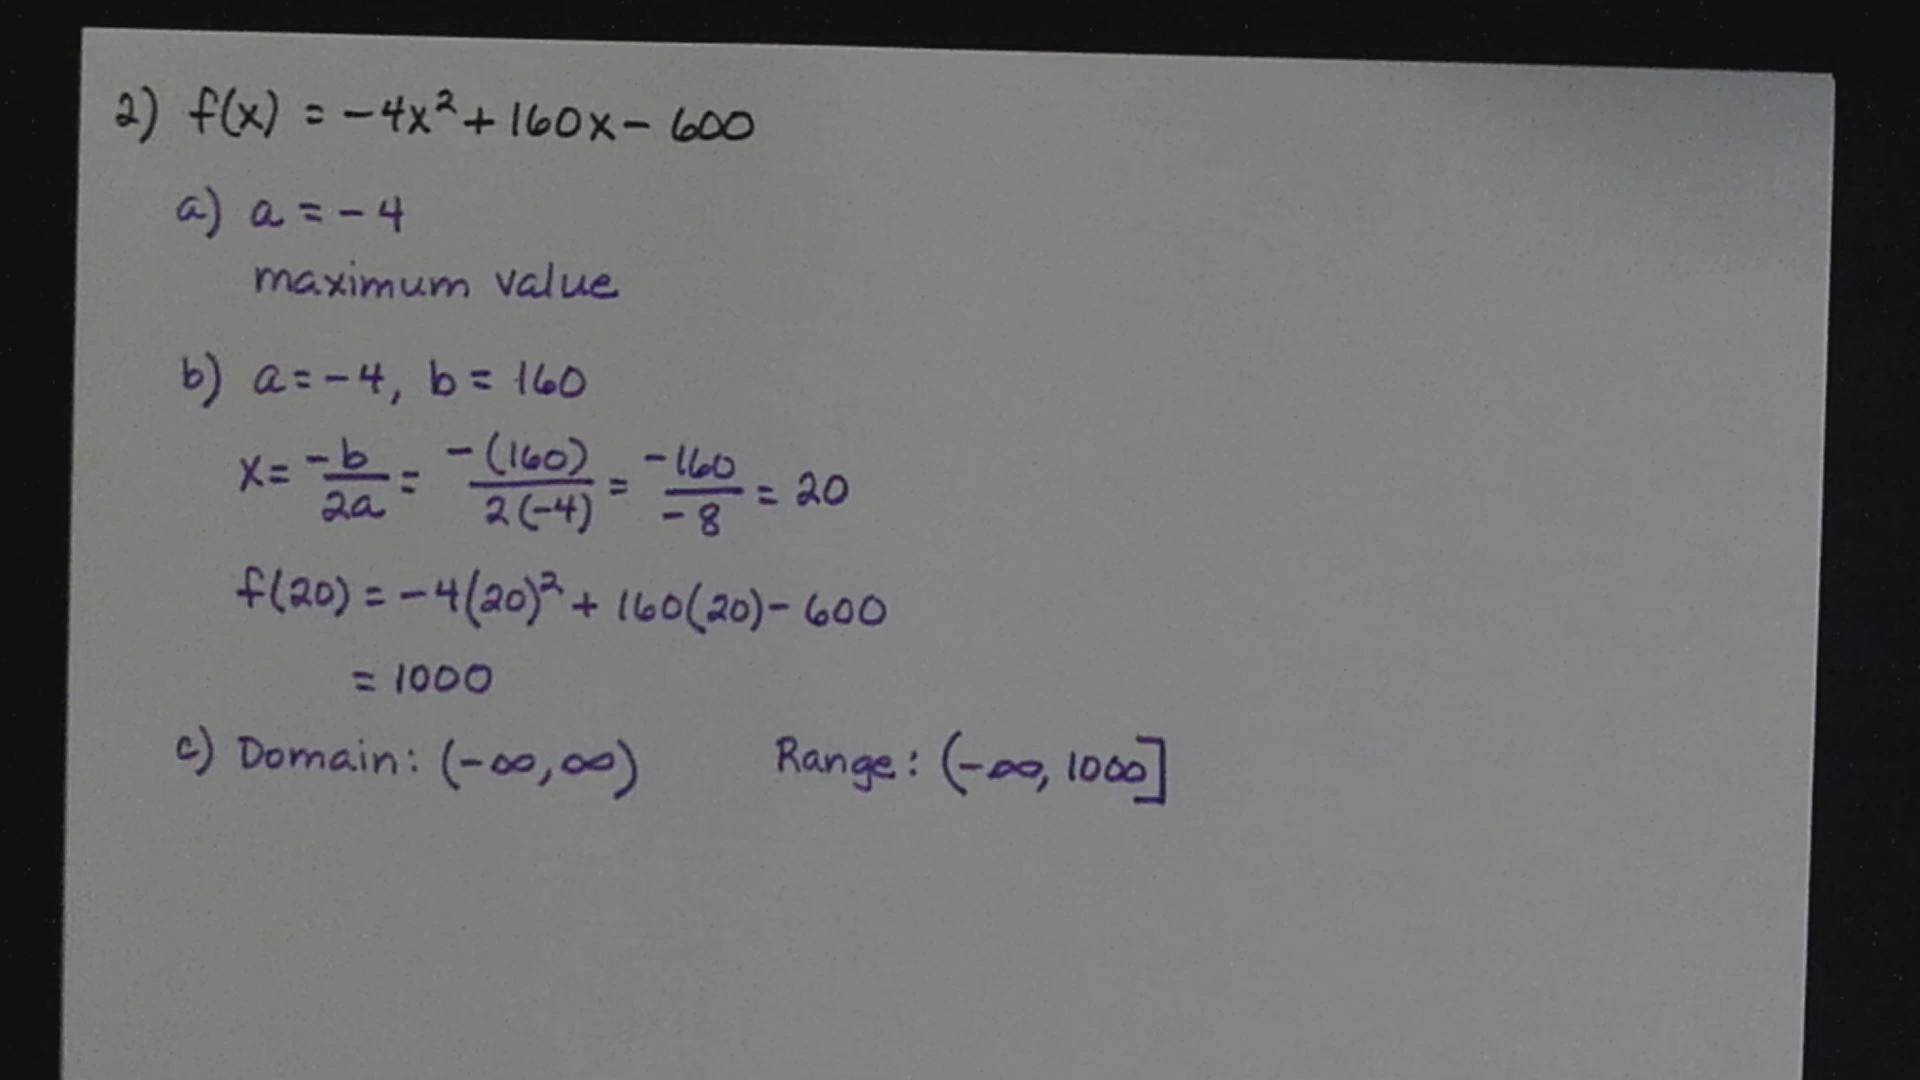 2) f(x) = -4x² + 160x - 600
a) a = -4
maximum value
b) a = -4, b = 160
x = -b/2a = -(160)/2(-4) = -160/-8 = 20
f(20) = -4(20)² + 160(20) - 600
= 1000
c) Domain: (-∞, ∞) Range: (-∞, 1000]